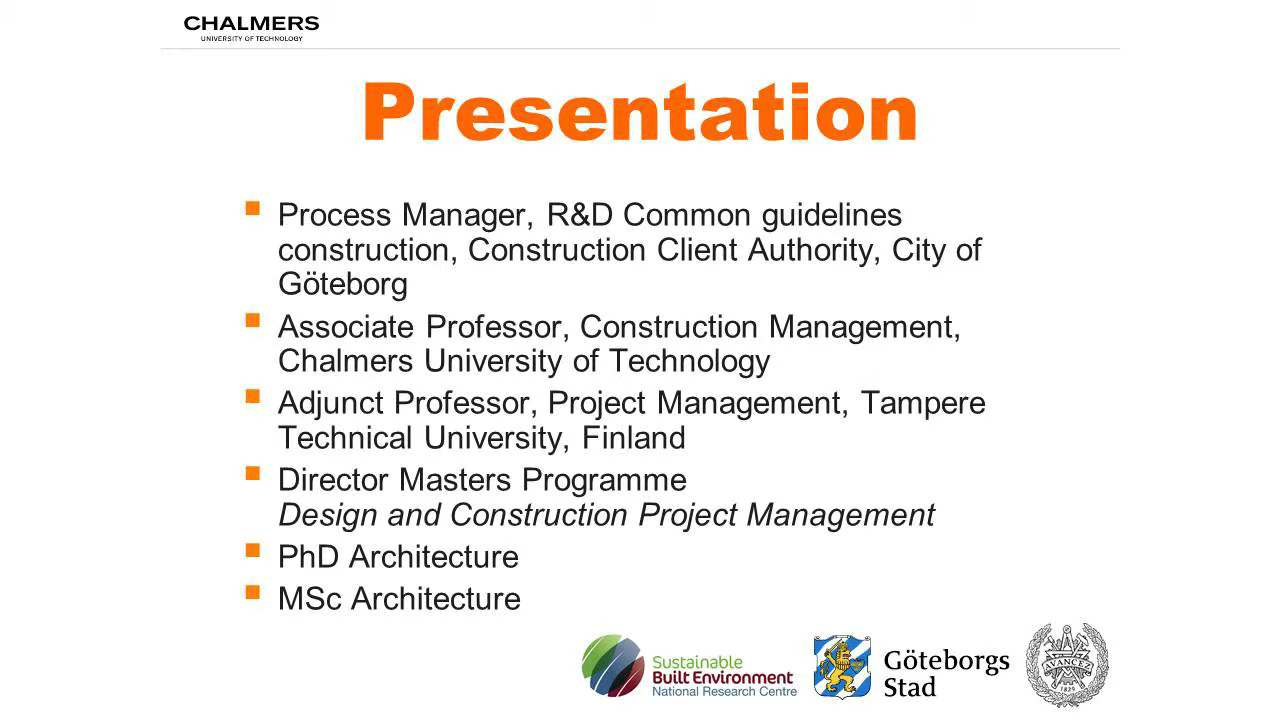 CHALMERS
UNIVERSITY OF TECHNOLOGY
Presentation
Process Manager, R&D Common guidelines
construction, Construction Client Authority, City of
Göteborg
Associate Professor, Construction Management,
Chalmers University of Technology
Adjunct Professor, Project Management, Tampere
Technical University, Finland
Director Masters Programme
Design and Construction Project Management
PhD Architecture
MSc Architecture
Sustainable
Built Environment
National Research Centre
Göteborgs
Stad
AVANCEZ
1829